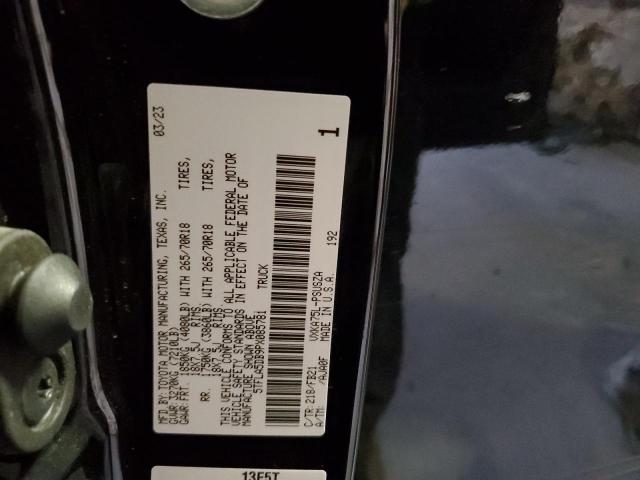 MFD.BY: TOYOTA MOTOR MANUFACTURING, TEXAS, INC. 03/23
GVWR:3270KG (7210LB)
GAWR:FRT. 1850KG (4080LB) WITH 265/70R18 TIRES,
18X7.5J RIMS,
RR. 1750KG (3860LB) WITH 265/70R18 TIRES,
18X7.5J RIMS.
THIS VEHICLE CONFORMS TO ALL APPLICABLE FEDERAL MOTOR
VEHICLE SAFETY STANDARDS IN EFFECT ON THE DATE OF
MANUFACTURE SHOWN ABOVE.
5TFLA5DB9PX085781 TRUCK
C/TR:218/FB21 VXKA75L-PSUSZA 1
A/TM: /AJA0F MADE IN U.S.A. 192
13E5T